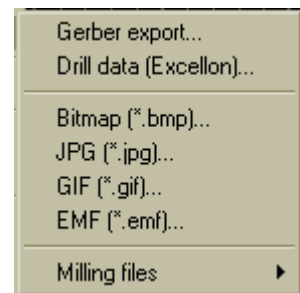 Gerber export...
Drill data (Excellon)...
Bitmap (*.bmp)...
JPG (*.jpg)...
GIF (*.gif)...
EMF (*.emf)...
Milling files